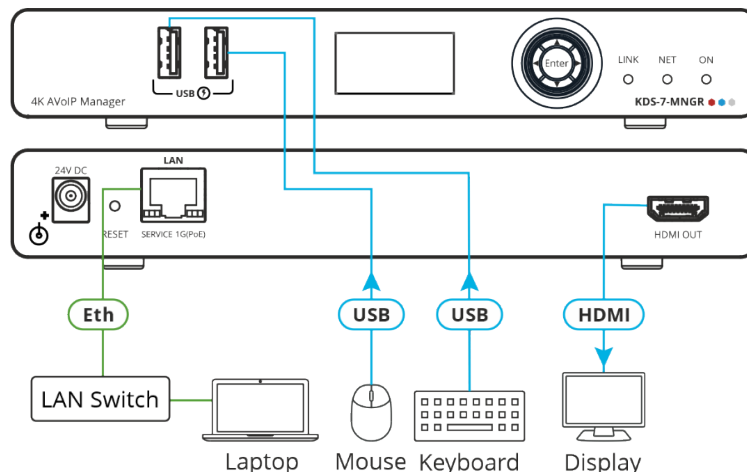 USB
4K AVoIP Manager
Enter
LINK NET ON
KDS-7-MNGR
24V DC
LAN
+
RESET
SERVICE 1G(PoE)
HDMI OUT
Eth
USB
USB
HDMI
LAN Switch
Laptop
Mouse
Keyboard
Display